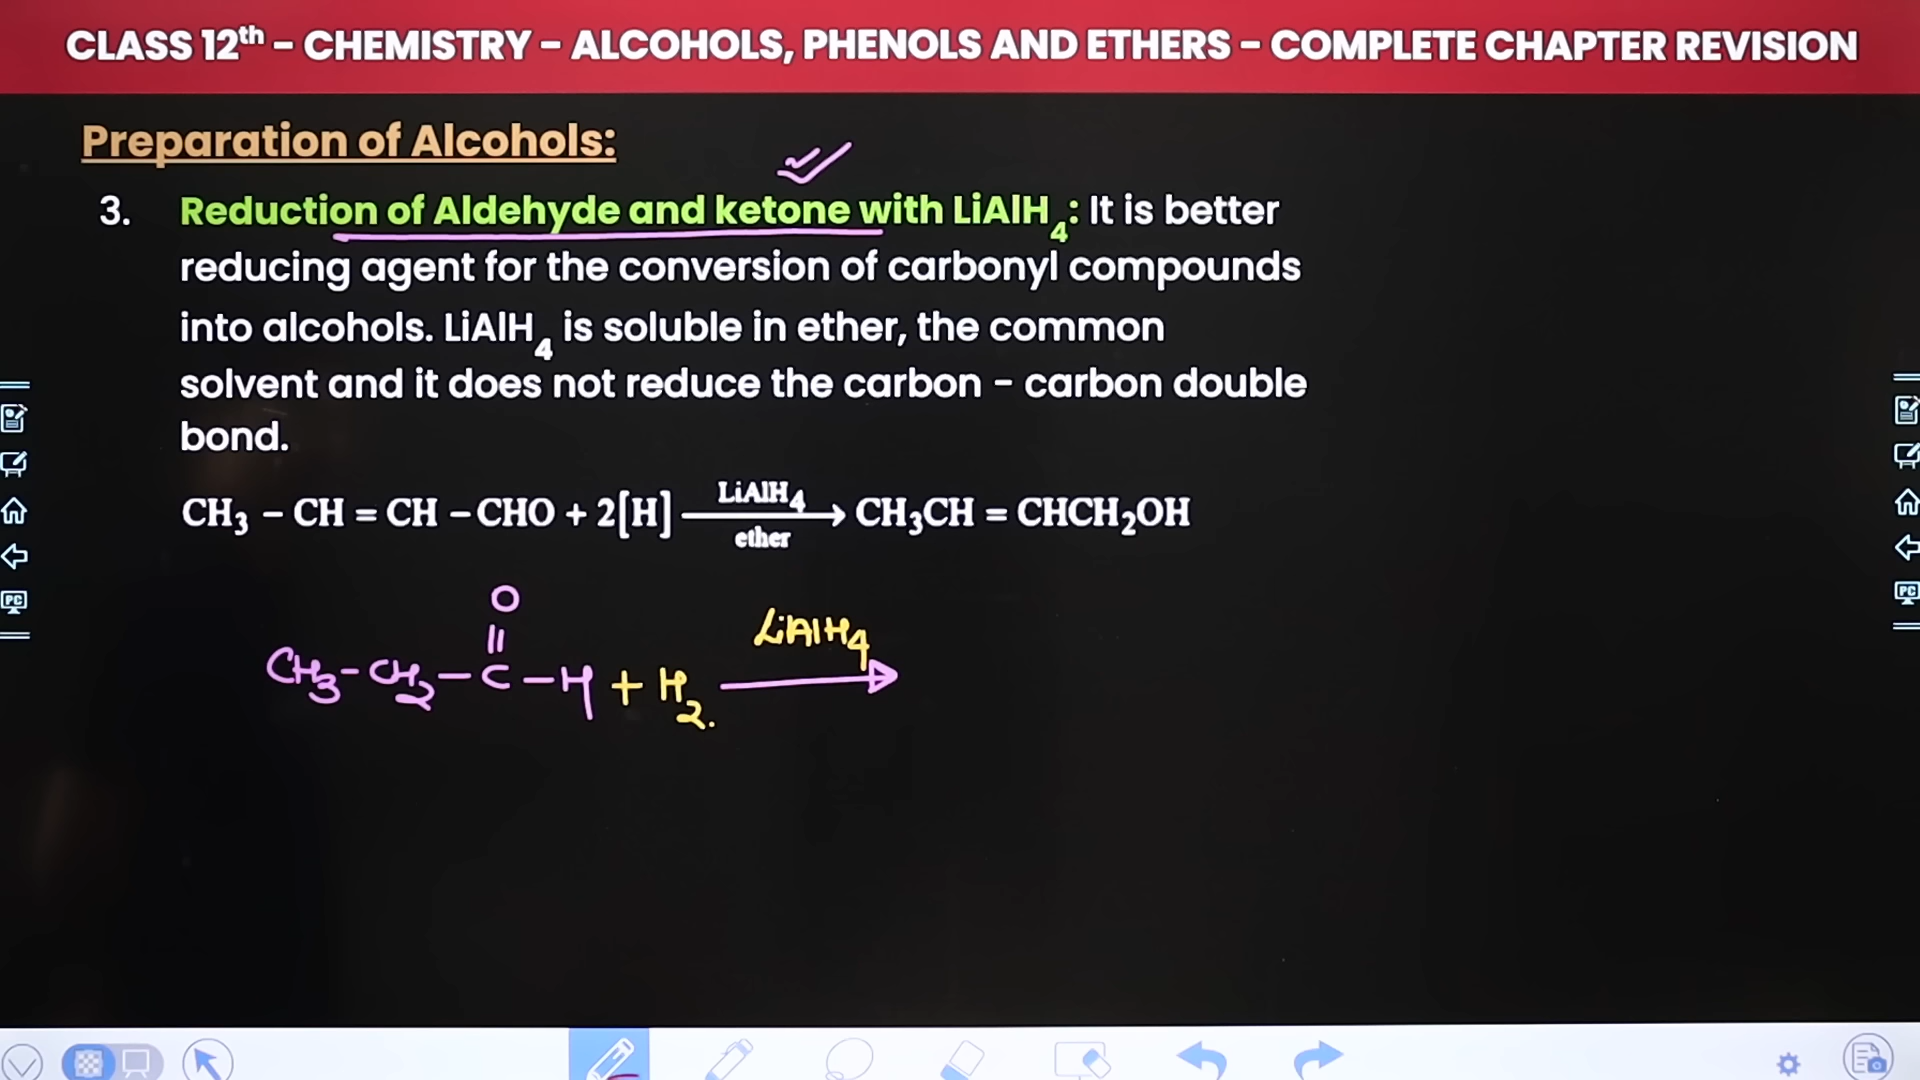 CLASS 12th – CHEMISTRY – ALCOHOLS, PHENOLS AND ETHERS – COMPLETE CHAPTER REVISION
Preparation of Alcohols:
3. Reduction of Aldehyde and ketone with LiAlH4: It is better
reducing agent for the conversion of carbonyl compounds
into alcohols. LiAlH4 is soluble in ether, the common
solvent and it does not reduce the carbon – carbon double
bond.
CH3 – CH = CH – CHO + 2[H] LiAlH4 ether → CH3CH = CHCH2OH
O
LiAlH4
CH3 – CH2 – C – H + H2.
PC
PC